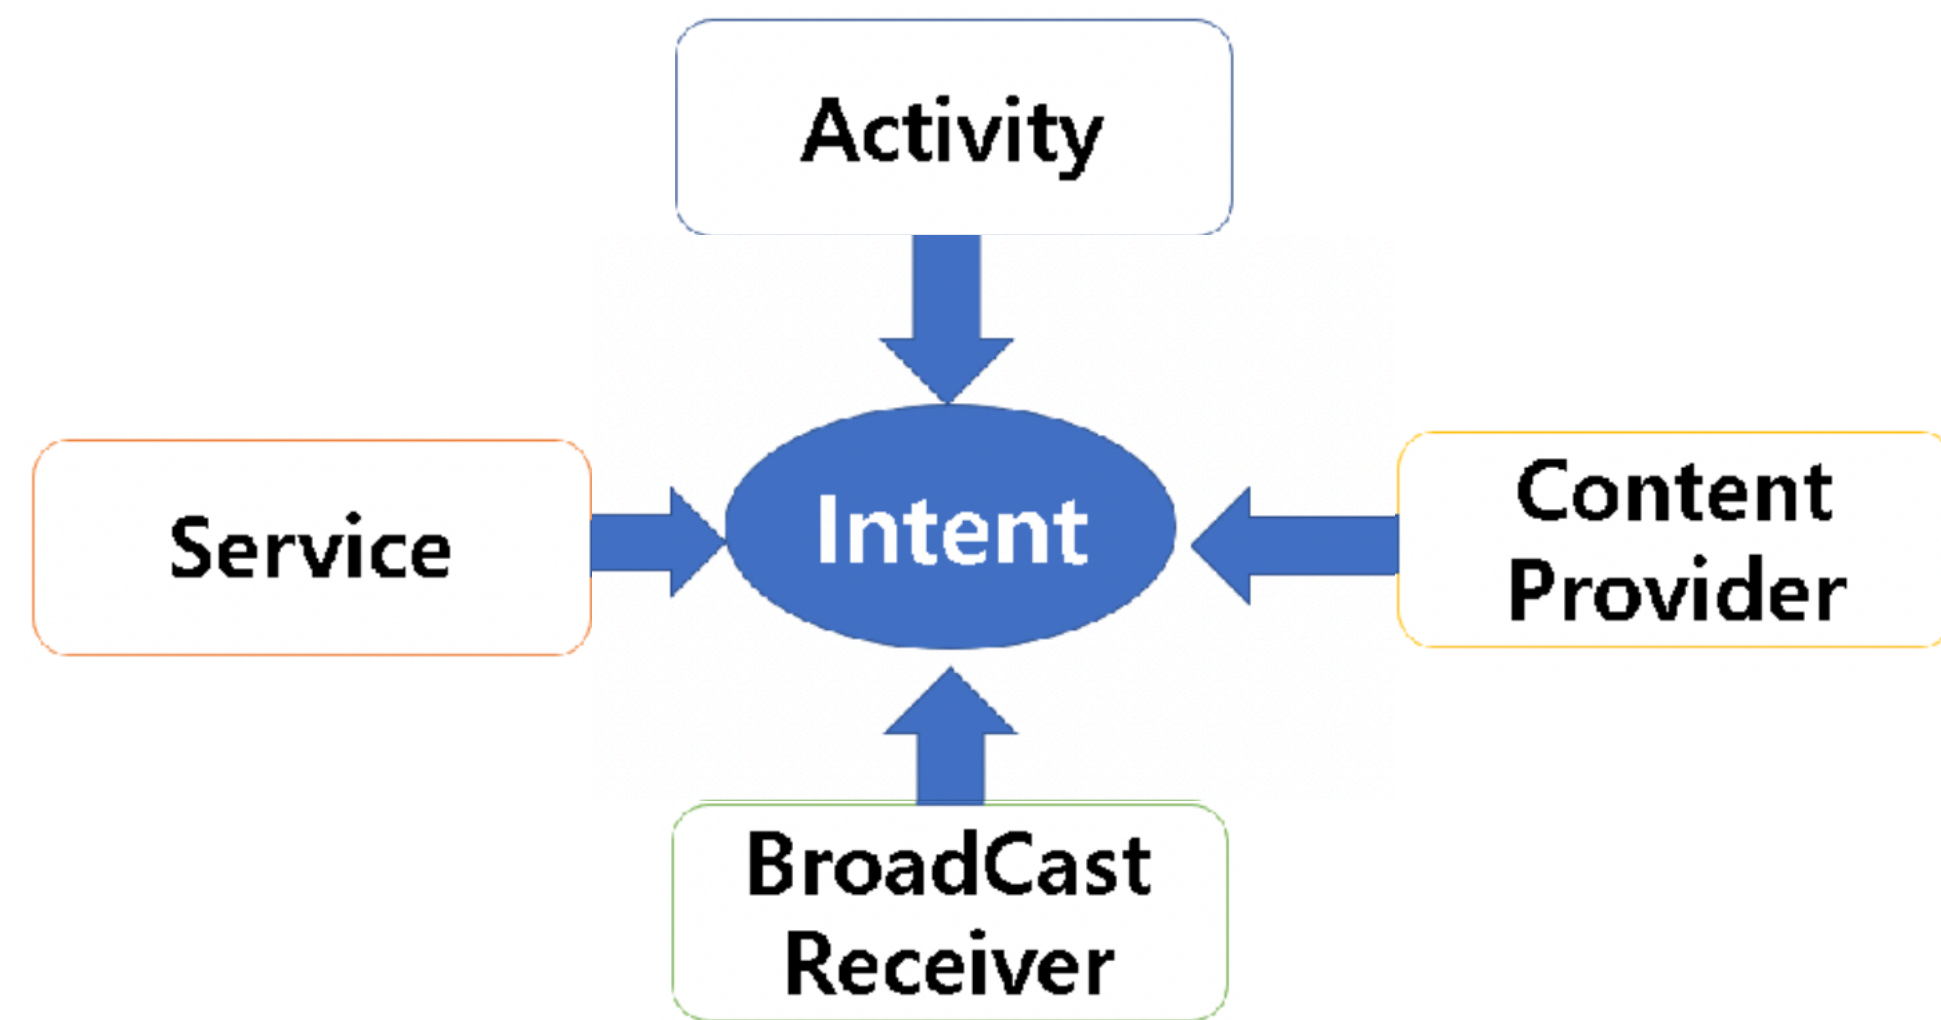 Activity
Service
Intent
Content
Provider
BroadCast
Receiver